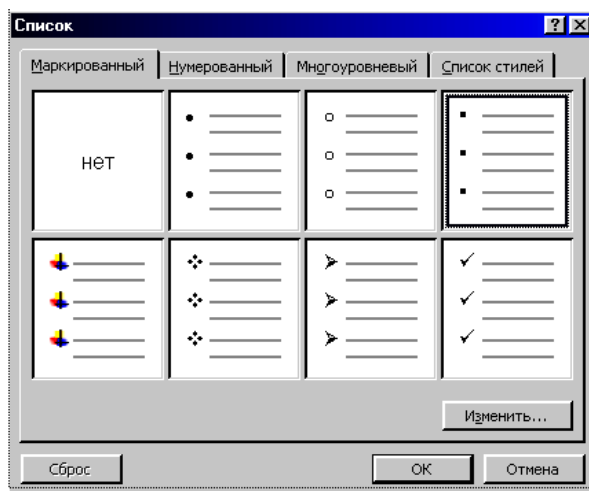 Список
Маркированный Нумерованный Многоуровневый Список стилей
нет
Изменить...
Сброс ОК Отмена